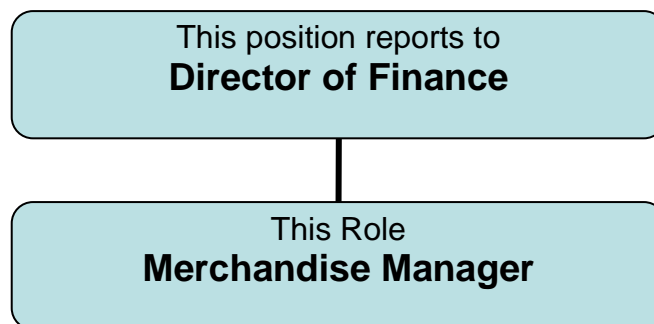 This position reports to
Director of Finance
This Role
Merchandise Manager